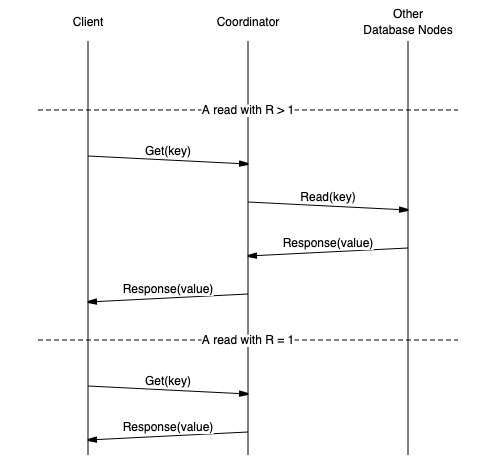 Client
Coordinator
Other
Database Nodes
A read with R > 1
Get(key)
Read(key)
Response(value)
Response(value)
A read with R = 1
Get(key)
Response(value)